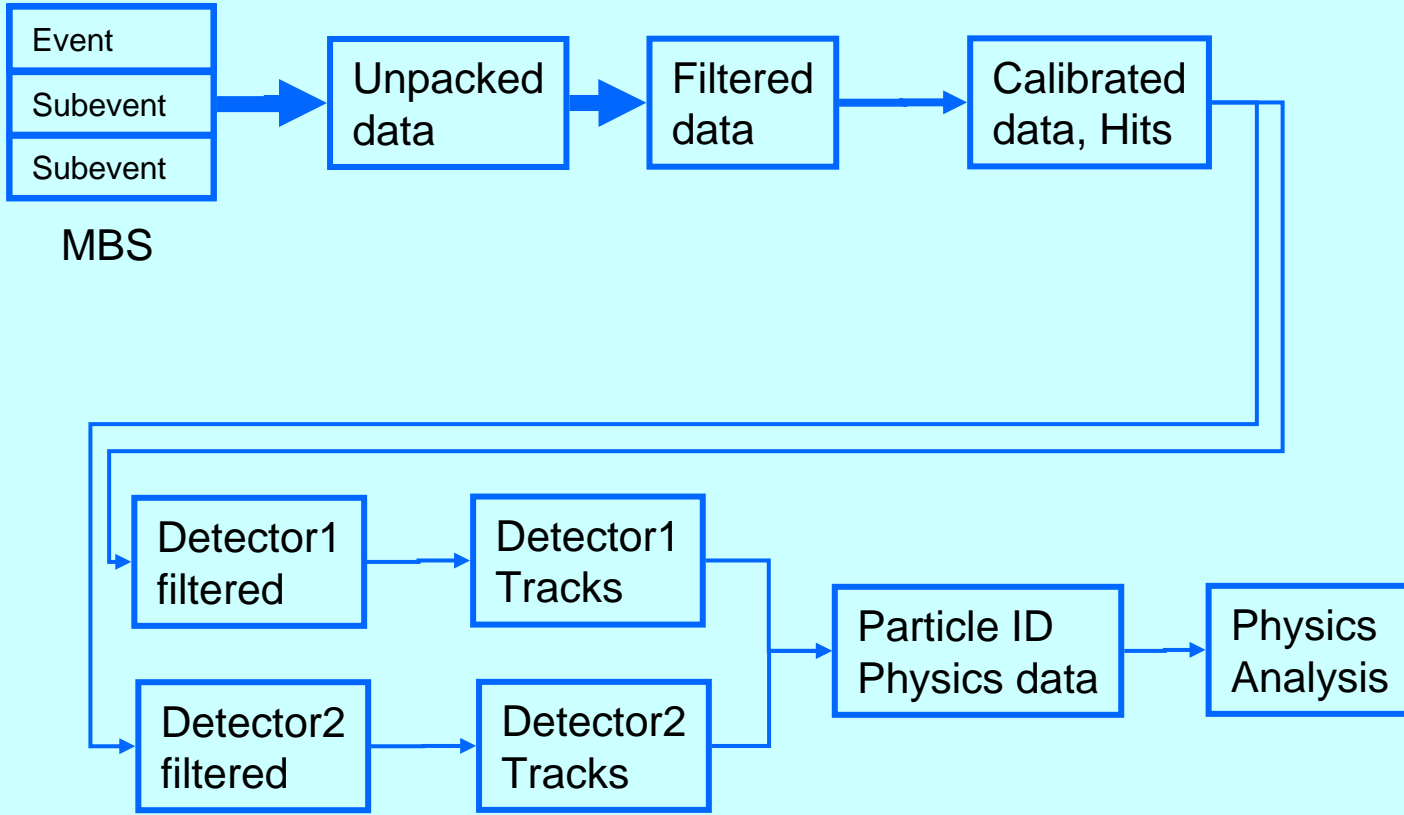 Event
Subevent
Subevent
MBS
Unpacked
data
Filtered
data
Calibrated
data, Hits
Detector1
filtered
Detector1
Tracks
Detector2
filtered
Detector2
Tracks
Particle ID
Physics data
Physics
Analysis